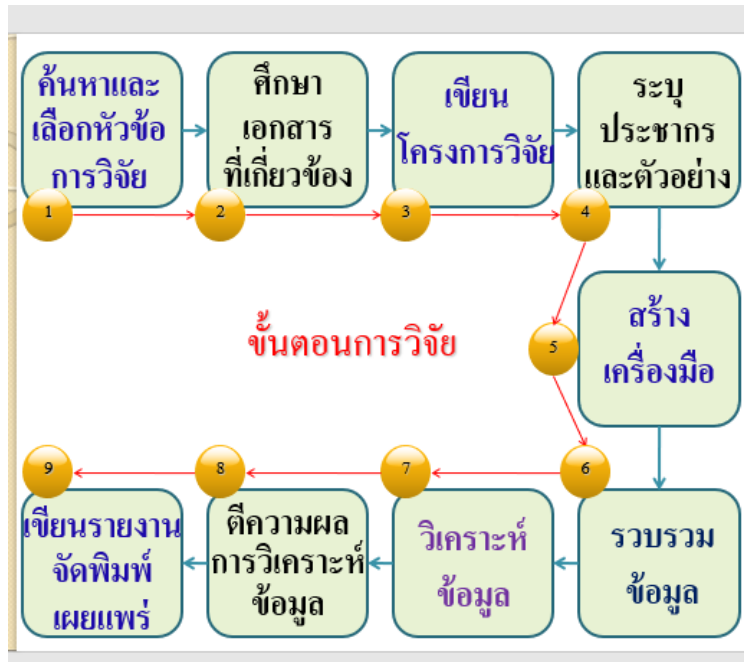 ค้นหาและ
เลือกหัวข้อ
การวิจัย
1
ศึกษา
เอกสาร
ที่เกี่ยวข้อง
2
เขียน
โครงการวิจัย
3
ระบุ
ประชากร
และตัวอย่าง
4
ขั้นตอนการวิจัย
5
สร้าง
เครื่องมือ
6
รวบรวม
ข้อมูล
7
วิเคราะห์
ข้อมูล
8
ตีความผล
การวิเคราะห์
ข้อมูล
9
เขียนรายงาน
จัดพิมพ์
เผยแพร่